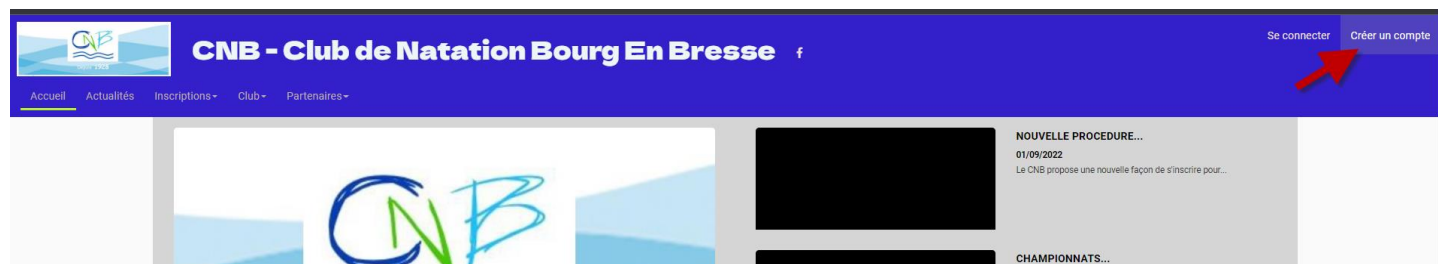 CNB
CNB - Club de Natation Bourg En Bresse f
Se connecter Créer un compte
Accueil Actualités Inscriptions Club Partenaires
CNB
NOUVELLE PROCEDURE...
01/09/2022
Le CNB propose une nouvelle façon de s'inscrire pour...
CHAMPIONNATS...